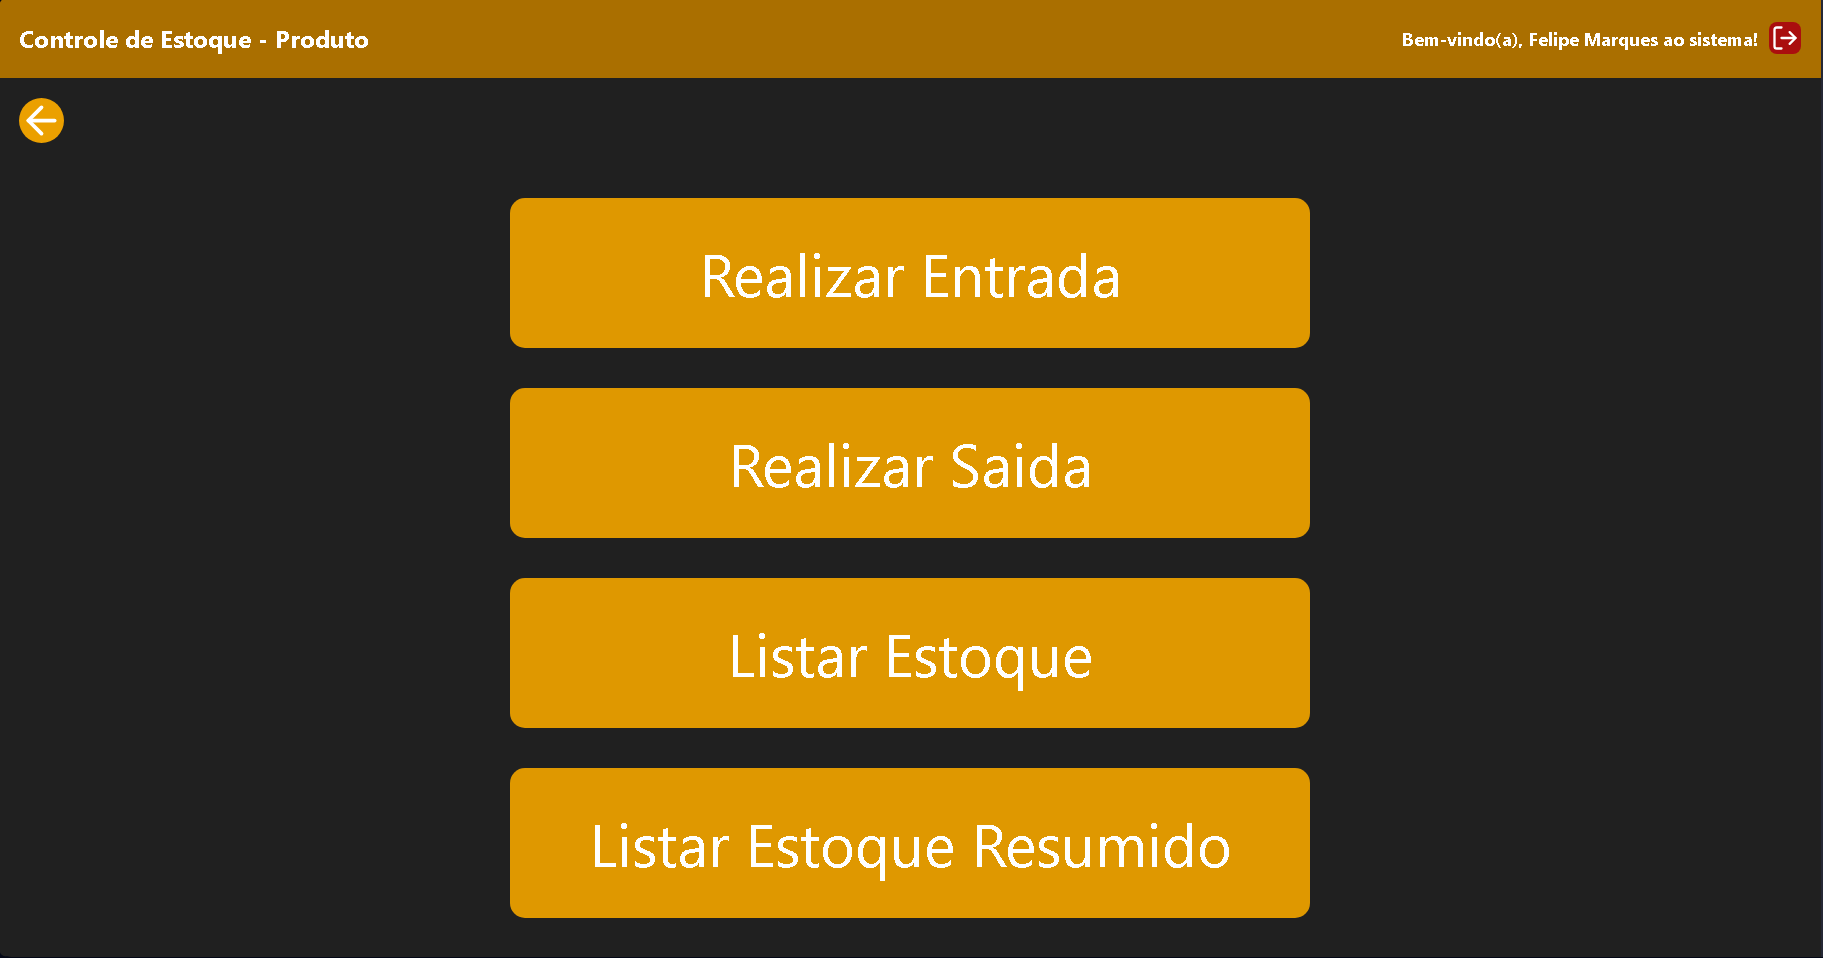 Controle de Estoque - Produto
Bem-vindo(a), Felipe Marques ao sistema!
Realizar Entrada
Realizar Saida
Listar Estoque
Listar Estoque Resumido